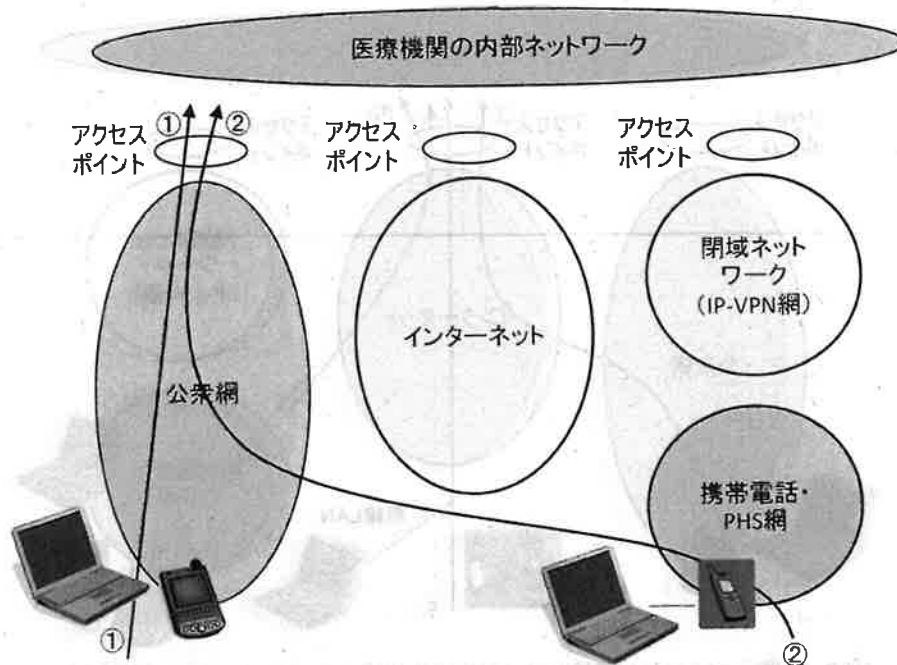 医療機関の内部ネットワーク
① ②
アクセス
ポイント
アクセス
ポイント
アクセス
ポイント
閉域ネット
ワーク
(IP-VPN網)
インターネット
公衆網
携帯電話・
PHS網
①
②